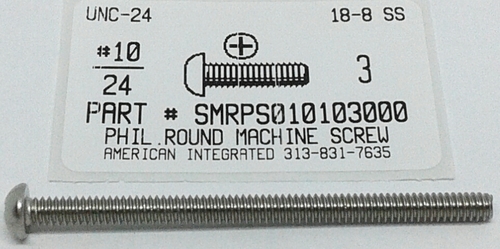 UNC-24 18-8 SS
#10
24
3
PART # SMRPS010103000
PHIL.ROUND MACHINE SCREW
AMERICAN INTEGRATED 313-831-7635